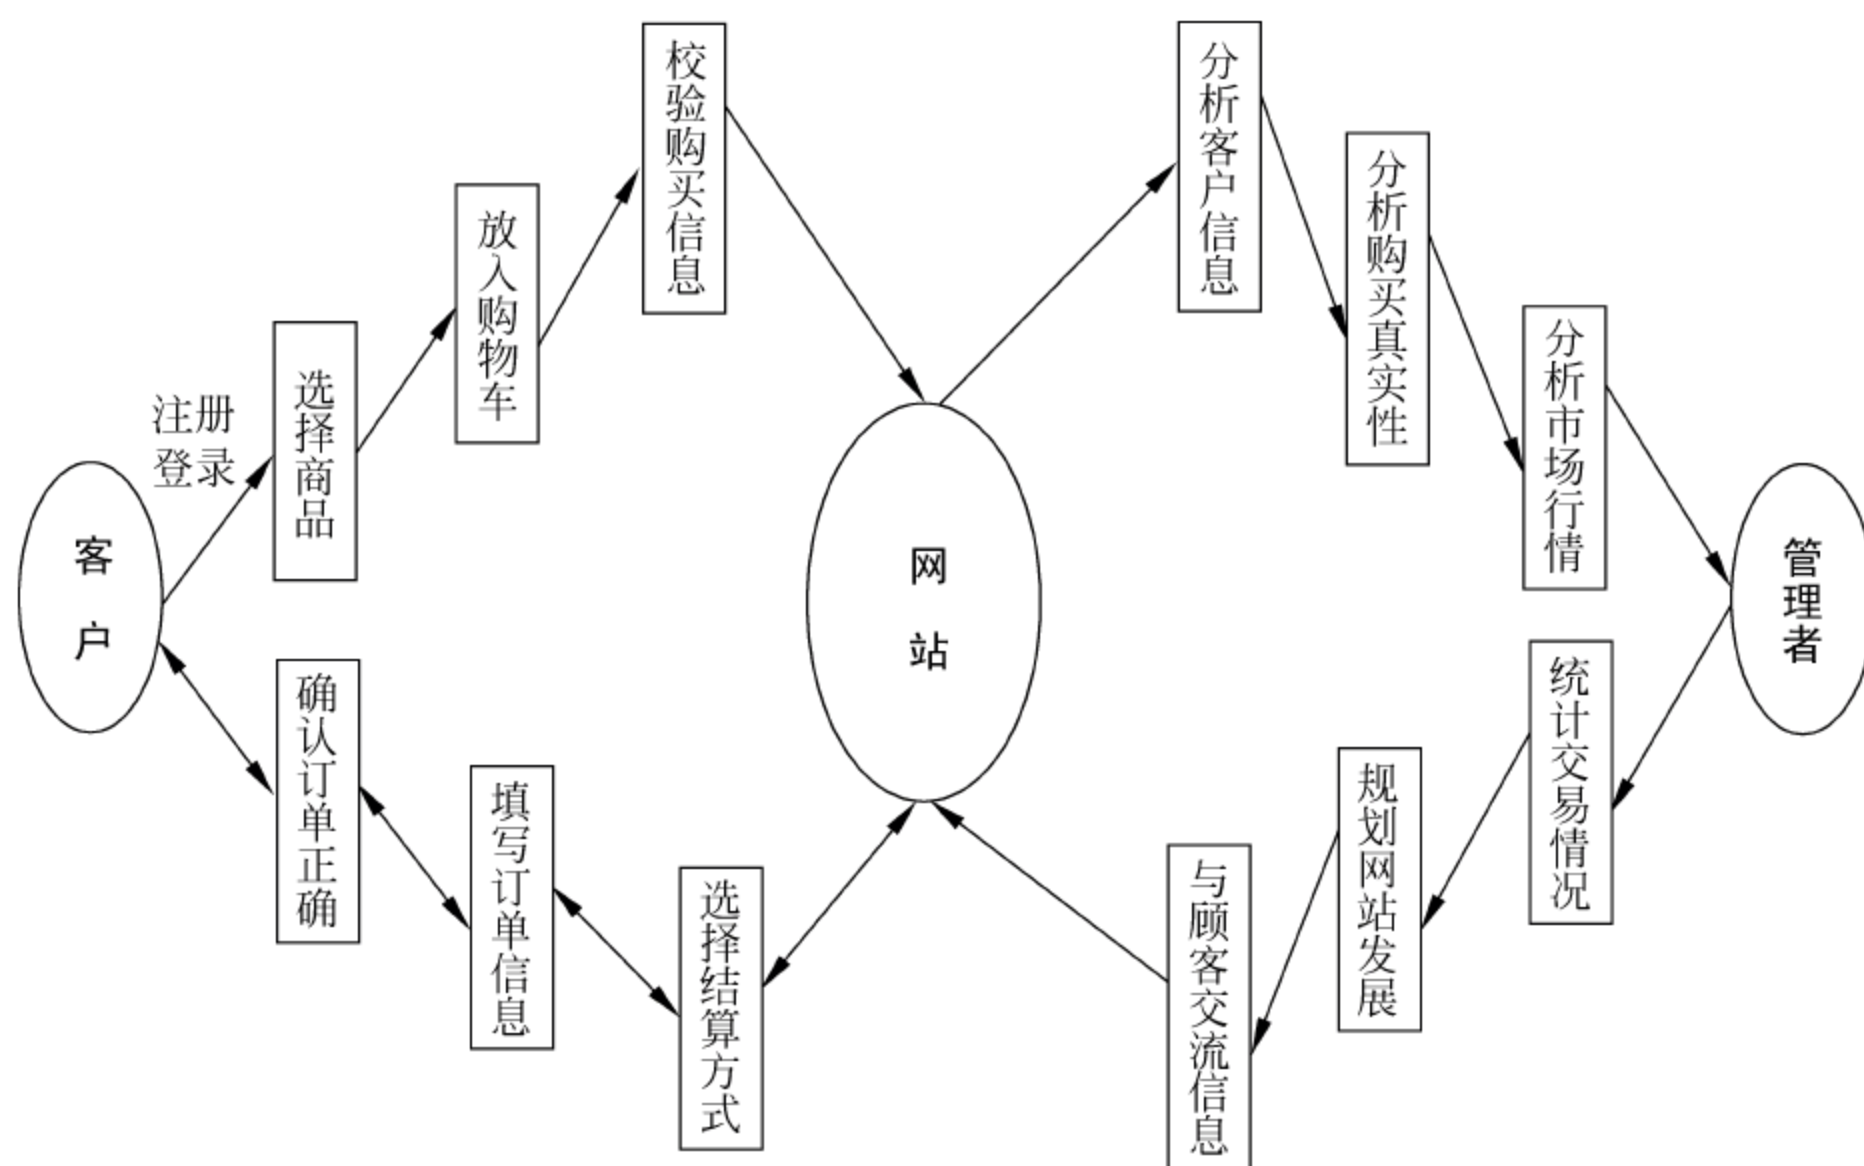 校验购买信息
分析客户信息
分析购买真实性
放入购物车
分析市场行情
选择商品
注册
登录
客户
网站
管理者
确认订单正确
填写订单信息
选择结算方式
与顾客交流信息
规划网站发展
统计交易情况